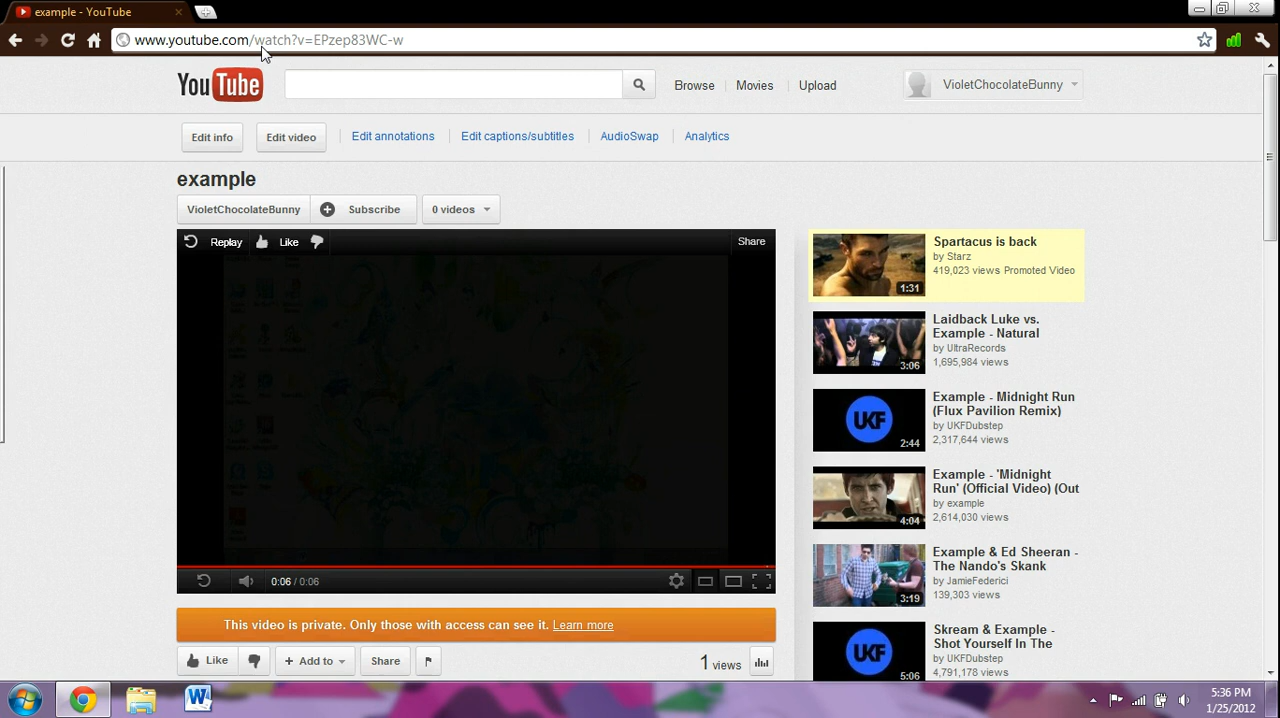 example - YouTube
www.youtube.com/watch?v=EPzep83WC-w
YouTube
Browse
Movies
Upload
VioletChocolateBunny
Edit info
Edit video
Edit annotations
Edit captions/subtitles
AudioSwap
Analytics
example
VioletChocolateBunny
Subscribe
0 videos
Replay
Like
Share
0:06 / 0:06
This video is private. Only those with access can see it. Learn more
Like
+ Add to
Share
1 views
Spartacus is back
by Starz
419,023 views Promoted Video
1:31
Laidback Luke vs.
Example - Natural
by UltraRecords
1,695,984 views
3:06
Example - Midnight Run
(Flux Pavilion Remix)
by UKFDubstep
2,317,644 views
UKF
2:44
Example - 'Midnight
Run' (Official Video) (Out
by example
2,614,030 views
4:04
Example & Ed Sheeran -
The Nando's Skank
by JamieFederici
139,303 views
3:19
Skream & Example -
Shot Yourself In The
by UKFDubstep
4,791,178 views
UKF
5:06
5:36 PM
1/25/2012